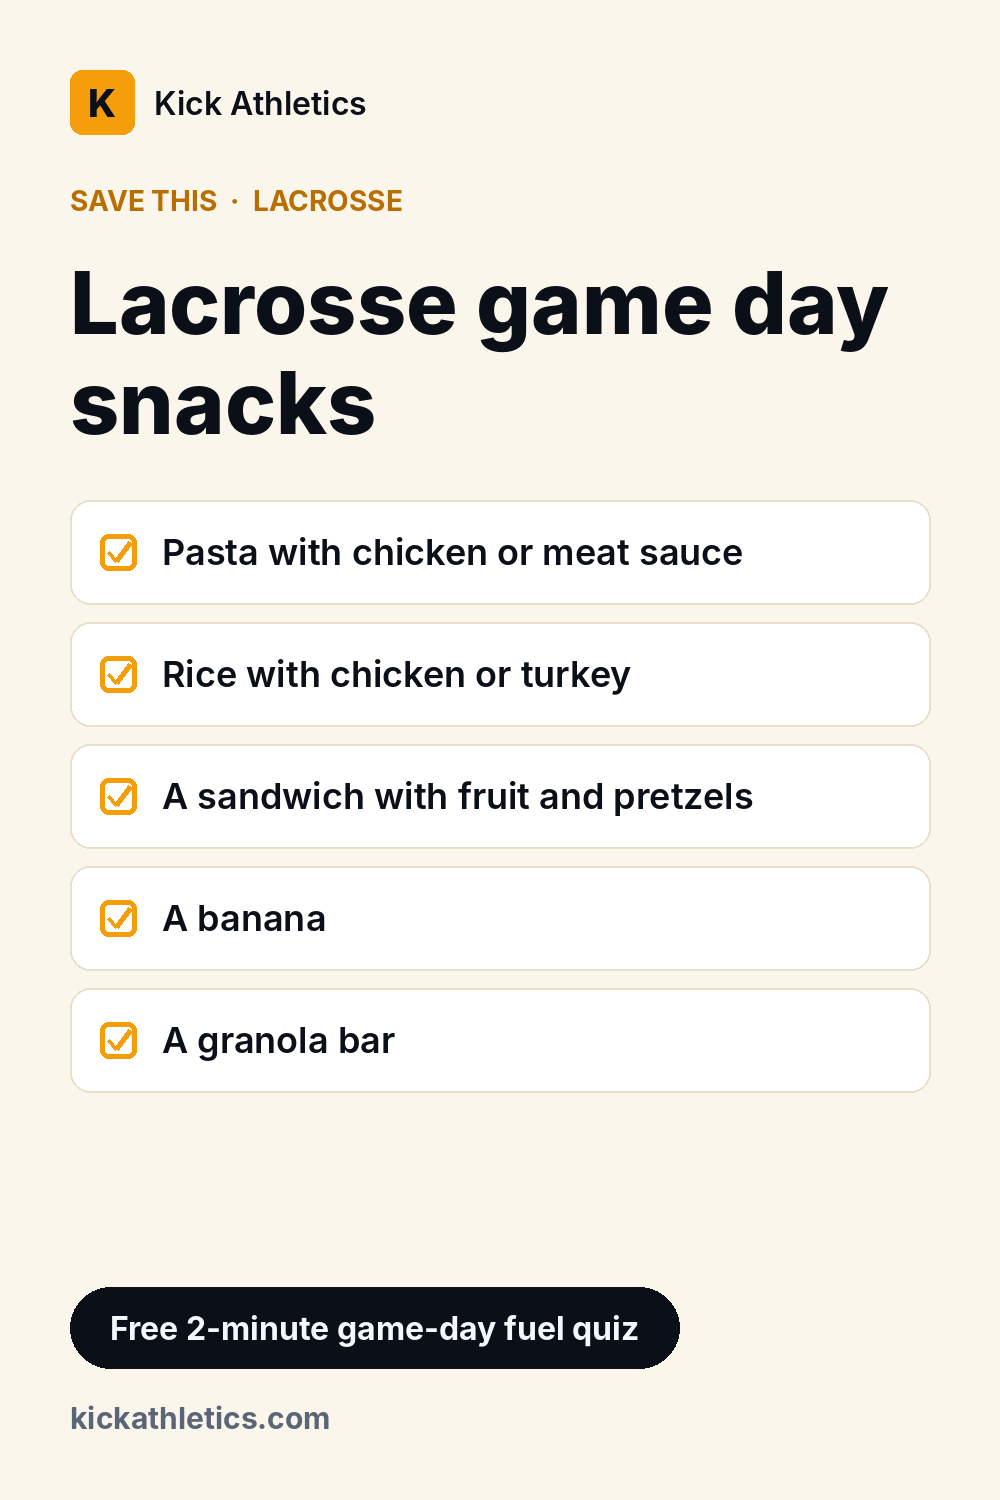 K
Kick Athletics
SAVE THIS · LACROSSE
Lacrosse game day
snacks
Pasta with chicken or meat sauce
Rice with chicken or turkey
A sandwich with fruit and pretzels
A banana
A granola bar
Free 2-minute game-day fuel quiz
kickathletics.com